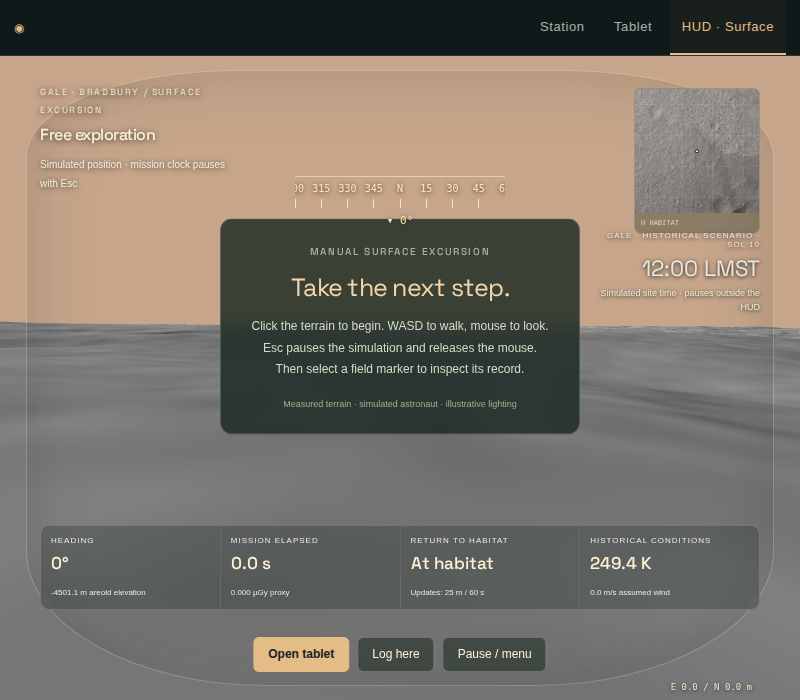 Station Tablet HUD · Surface
GALE · BRADBURY / SURFACE
EXCURSION
Free exploration
Simulated position · mission clock pauses
with Esc
00 315 330 345 N 15 30 45 6
▾ 0°
H HABITAT
GALE · HISTORICAL SCENARIO ·
SOL 10
12:00 LMST
Simulated site time · pauses outside the
HUD
MANUAL SURFACE EXCURSION
Take the next step.
Click the terrain to begin. WASD to walk, mouse to look.
Esc pauses the simulation and releases the mouse.
Then select a field marker to inspect its record.
Measured terrain · simulated astronaut · illustrative lighting
HEADING
0°
-4501.1 m areoid elevation
MISSION ELAPSED
0.0 s
0.000 µGy proxy
RETURN TO HABITAT
At habitat
Updates: 25 m / 60 s
HISTORICAL CONDITIONS
249.4 K
0.0 m/s assumed wind
Open tablet Log here Pause / menu
E 0.0 / N 0.0 m